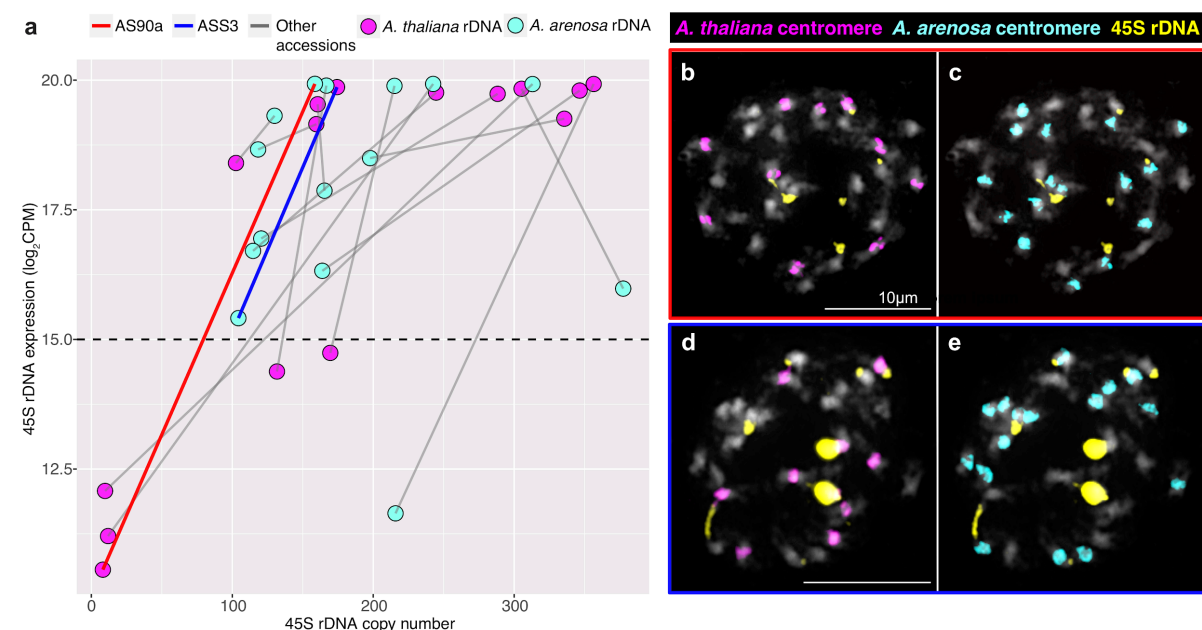 a
AS90a ASS3 Other accessions A. thaliana rDNA A. arenosa rDNA
45S rDNA expression (log2CPM)
20.0
17.5
15.0
12.5
0 100 200 300
45S rDNA copy number
A. thaliana centromere A. arenosa centromere 45S rDNA
b c
10μm
d e